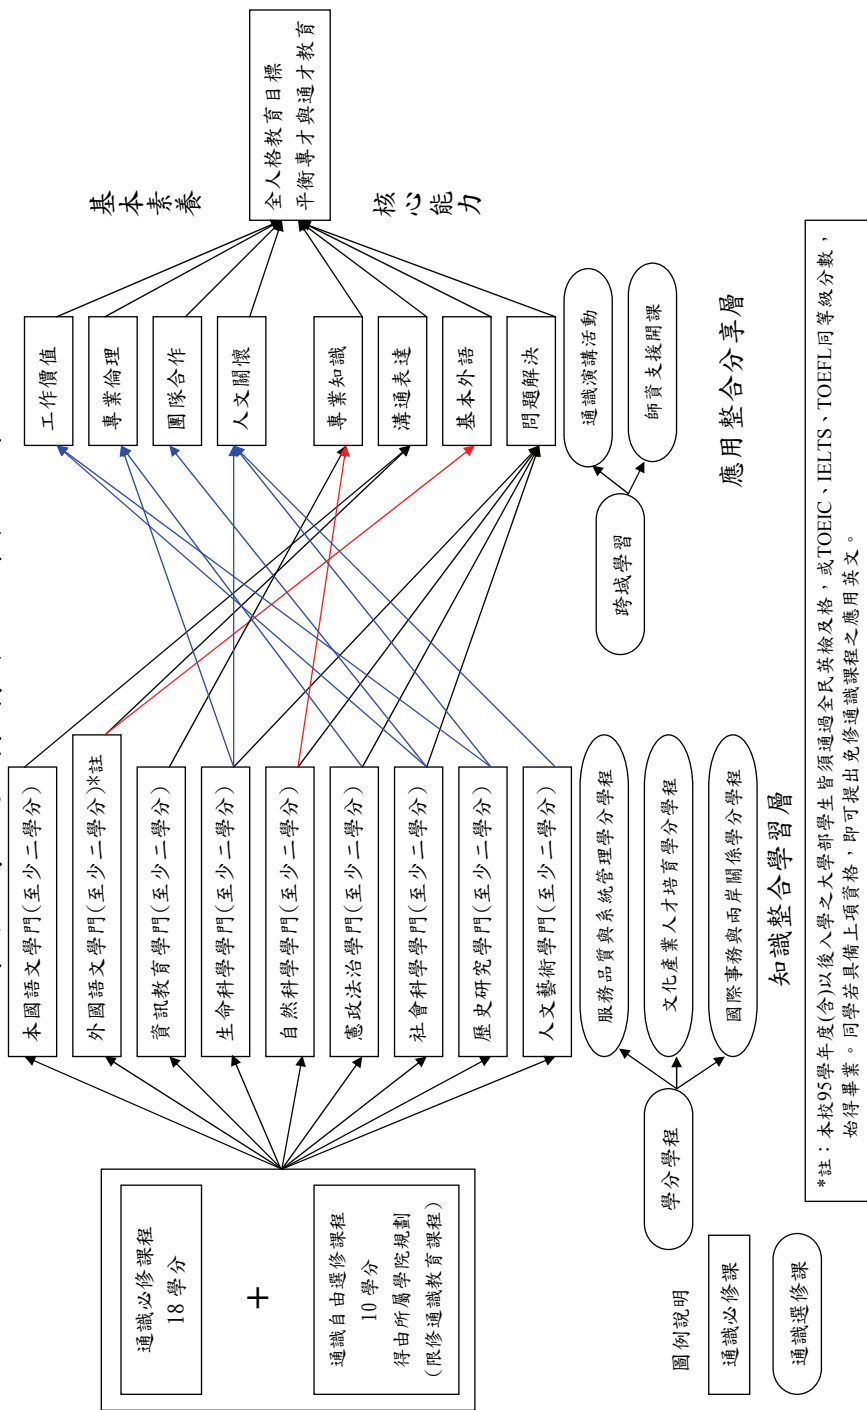 通識必修課程
18 學分
+
通識自由選修課程
10 學分
得由所屬學院規劃
(限修通識教育課程)
本國語文學門(至少二學分)
外國語文學門(至少二學分)*註
資訊教育學門(至少二學分)
生命科學學門(至少二學分)
自然科學學門(至少二學分)
憲政法治學門(至少二學分)
社會科學學門(至少二學分)
歷史研究學門(至少二學分)
人文藝術學門(至少二學分)
學分學程
服務品質與系統管理學分學程
文化產業人才培育學分學程
國際事務與兩岸關係學分學程
知識整合學習層
工作價值
專業倫理
團隊合作
人文關懷
專業知識
溝通表達
基本外語
問題解決
跨域學習
通識演講活動
師資支援開課
應用整合分享層
基本素養
全人格教育目標
平衡專才與通才教育
核心能力
圖例說明
通識必修課
通識選修課
*註：本校95學年度(含)以後入學之大學部學生皆須通過全民英檢及格，或TOEIC、IELTS、TOEFL同等級分數，
始得畢業。同學若具備上項資格，即可提出免修通識課程之應用英文。